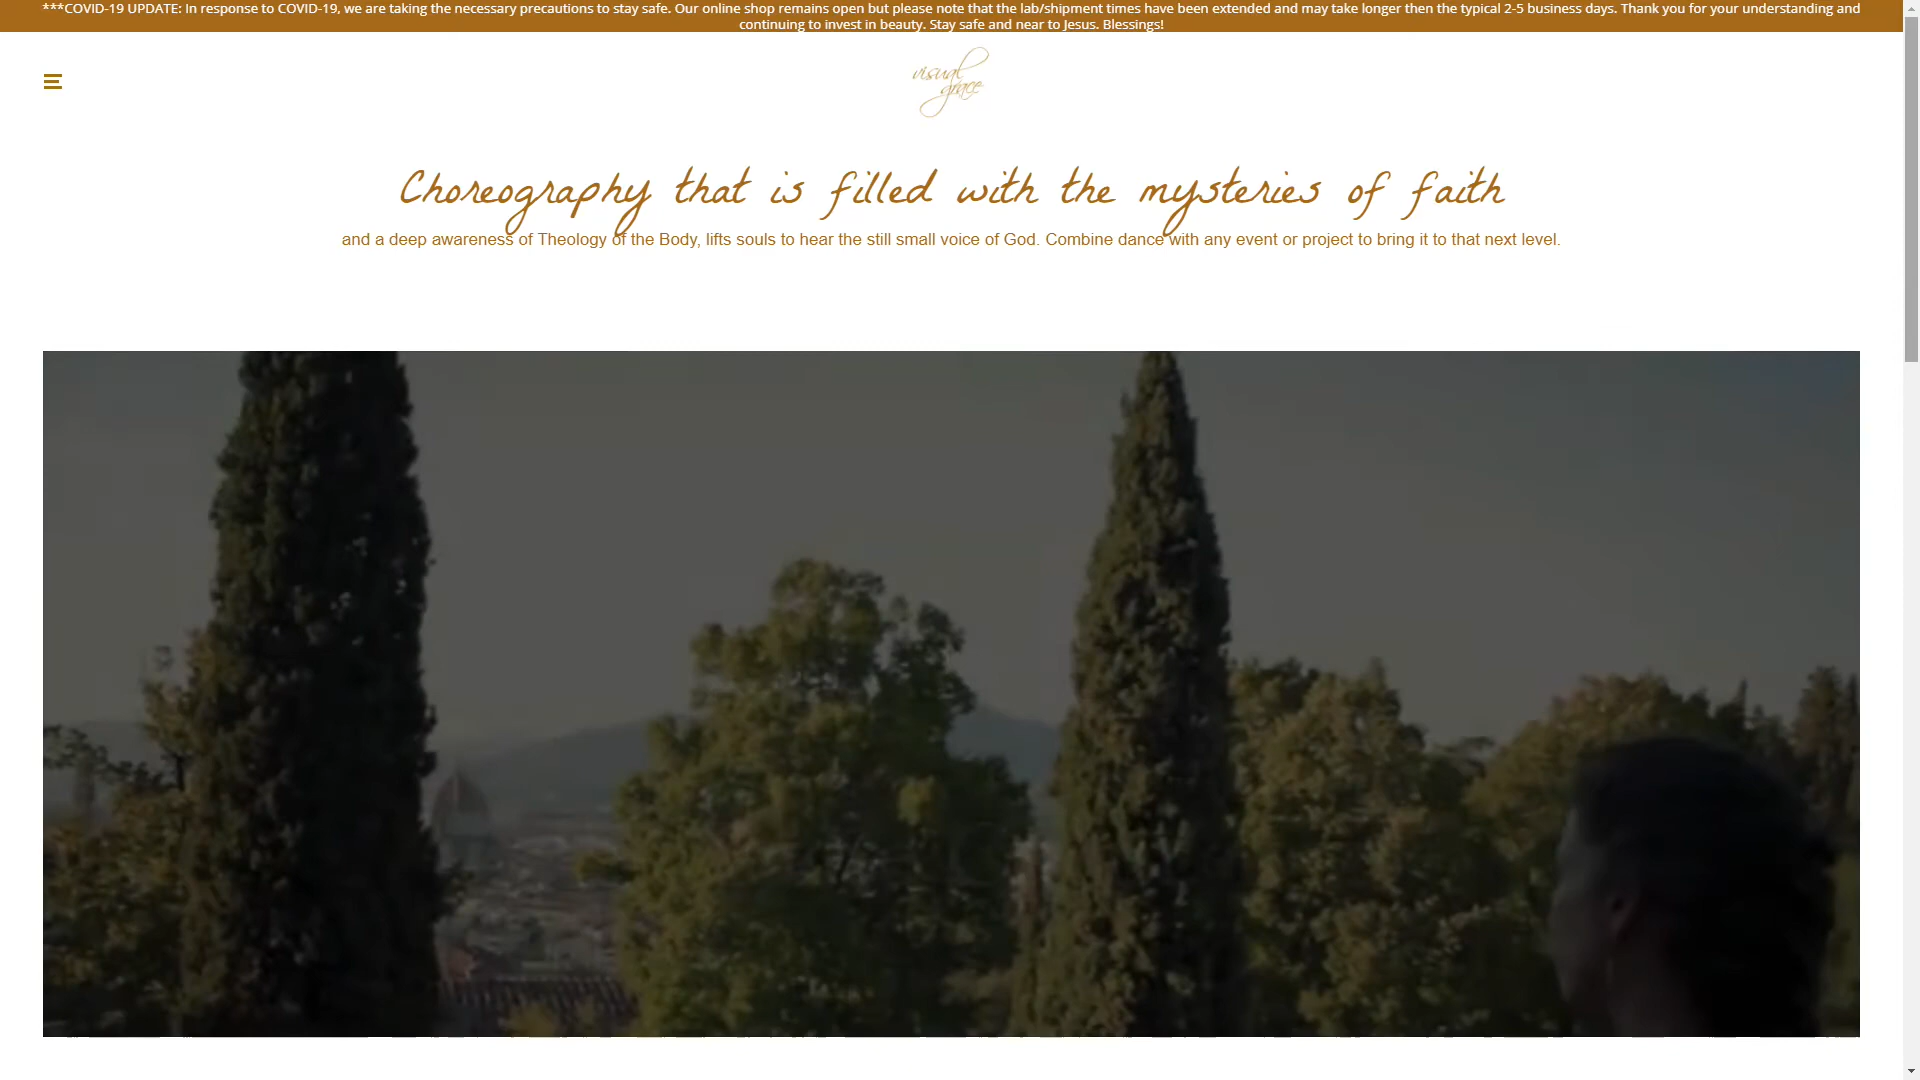 ***COVID-19 UPDATE: In response to COVID-19, we are taking the necessary precautions to stay safe. Our online shop remains open but please note that the lab/shipment times have been extended and may take longer then the typical 2-5 business days. Thank you for your understanding and
continuing to invest in beauty. Stay safe and near to Jesus. Blessings!
visual
grace
Choreography that is filled with the mysteries of faith
and a deep awareness of Theology of the Body, lifts souls to hear the still small voice of God. Combine dance with any event or project to bring it to that next level.